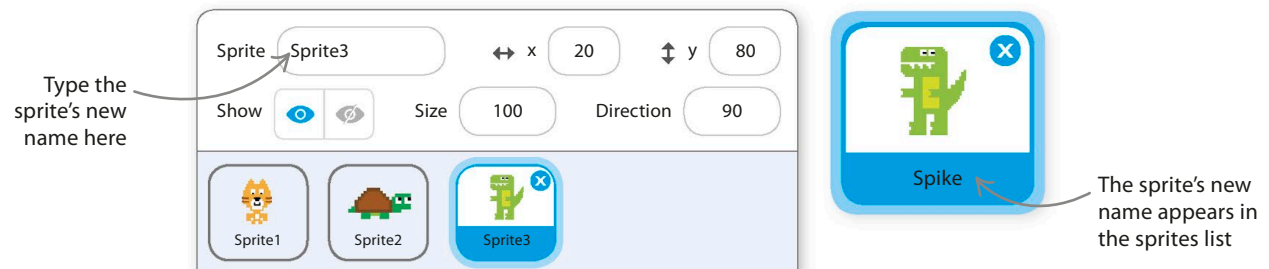 Type the
sprite’s new
name here
Sprite Sprite3 x 20 y 80
Show Size 100 Direction 90
Sprite1 Sprite2 Sprite3
Spike
The sprite’s new
name appears in
the sprites list